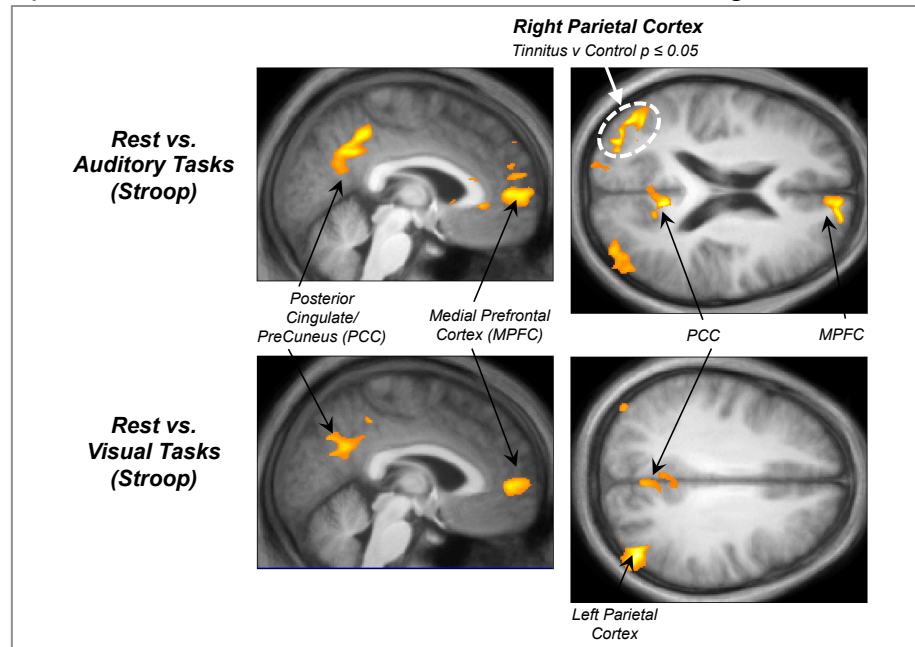 Right Parietal Cortex
Tinnitus v Control p ≤ 0.05
Rest vs.
Auditory Tasks
(Stroop)
Posterior
Cingulate/
PreCuneus (PCC)
Medial Prefrontal
Cortex (MPFC)
PCC
MPFC
Rest vs.
Visual Tasks
(Stroop)
Left Parietal
Cortex